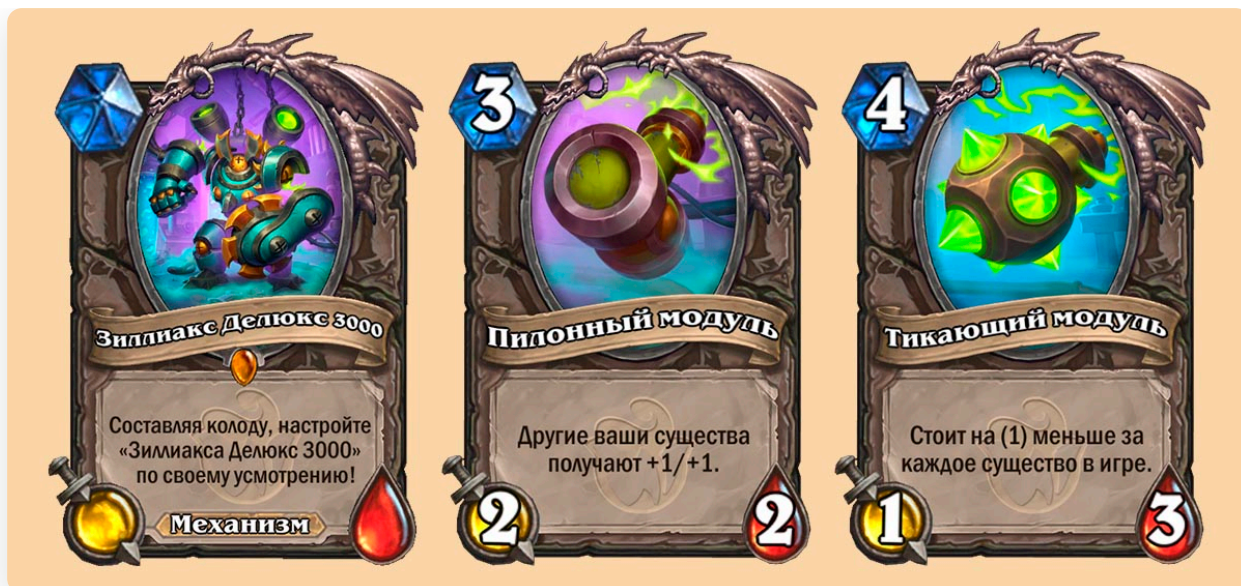 Зиллиакс Делюкс 3000
Составляя колоду, настройте
«Зиллиакса Делюкс 3000»
по своему усмотрению!
Механизм
3
Пилонный модуль
Другие ваши существа
получают +1/+1.
2
2
4
Тикающий модуль
Стоит на (1) меньше за
каждое существо в игре.
1
3